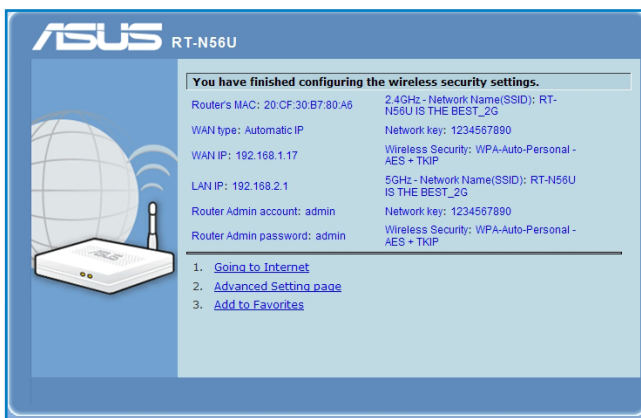 ASUS RT-N56U
You have finished configuring the wireless security settings.
Router's MAC: 20:CF:30:B7:80:A6
2.4GHz - Network Name(SSID): RT-
N56U IS THE BEST_2G
WAN type: Automatic IP
Network key: 1234567890
WAN IP: 192.168.1.17
Wireless Security: WPA-Auto-Personal -
AES + TKIP
LAN IP: 192.168.2.1
5GHz - Network Name(SSID): RT-N56U
IS THE BEST_2G
Router Admin account: admin
Network key: 1234567890
Router Admin password: admin
Wireless Security: WPA-Auto-Personal -
AES + TKIP
1. Going to Internet
2. Advanced Setting page
3. Add to Favorites
ASUS